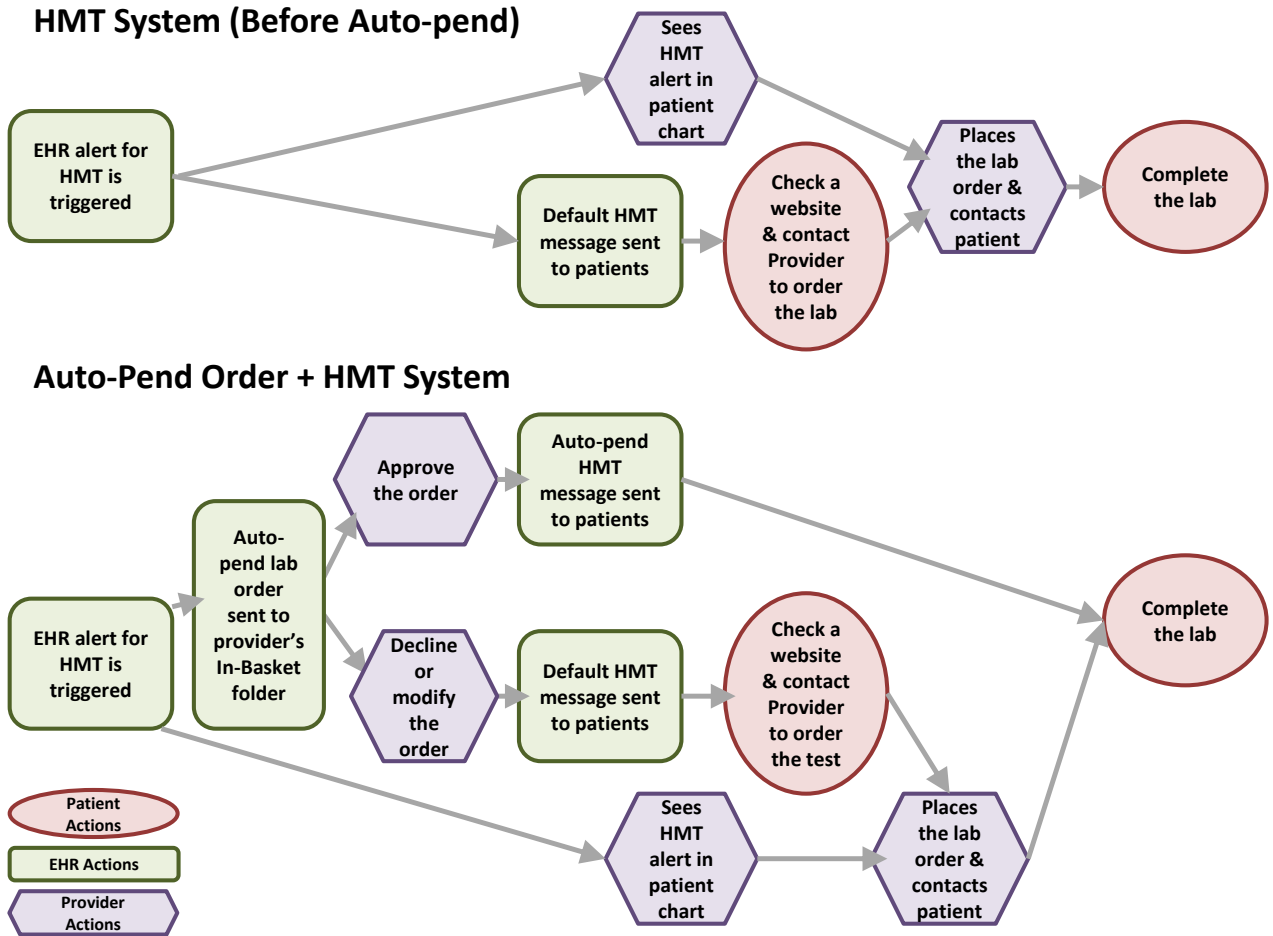 HMT System (Before Auto-pend)
EHR alert for
HMT is
triggered
Sees
HMT
alert in
patient
chart
Default HMT
message sent
to patients
Check a
website
& contact
Provider
to order
the lab
Places
the lab
order &
contacts
patient
Complete
the lab
Auto-Pend Order + HMT System
EHR alert for
HMT is
triggered
Auto-
pend lab
order
sent to
provider’s
In-Basket
folder
Approve
the order
Auto-pend
HMT
message sent
to patients
Decline
or
modify
the
order
Default HMT
message sent
to patients
Check a
website
& contact
Provider
to order
the test
Sees
HMT
alert in
patient
chart
Places
the lab
order &
contacts
patient
Complete
the lab
Patient
Actions
EHR Actions
Provider
Actions